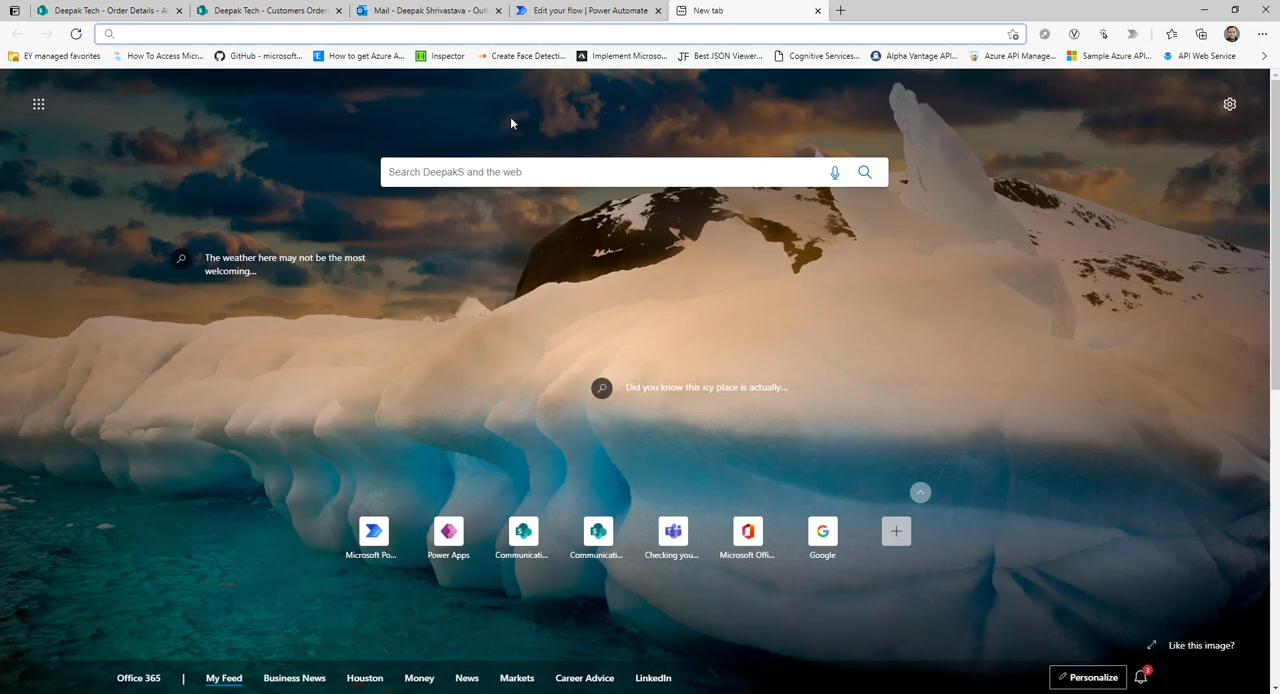 Deepak Tech - Order Details - A
Deepak Tech - Customers Orders
Mail - Deepak Shrivastava - Outl
Edit your flow | Power Automate
New tab
EY managed favorites
How To Access Micr...
GitHub - microsoft...
How to get Azure A...
Inspector
Create Face Detecti...
Implement Microso...
JF Best JSON Viewer...
Cognitive Services...
Alpha Vantage API...
Azure API Manage...
Sample Azure API...
API Web Service
Search DeepakS and the web
The weather here may not be the most
welcoming...
Did you know this icy place is actually...
Microsoft Po...
Power Apps
Communicati...
Communicati...
Checking you...
Microsoft Offi...
Google
Like this image?
Office 365
My Feed
Business News
Houston
Money
News
Markets
Career Advice
LinkedIn
Personalize
3